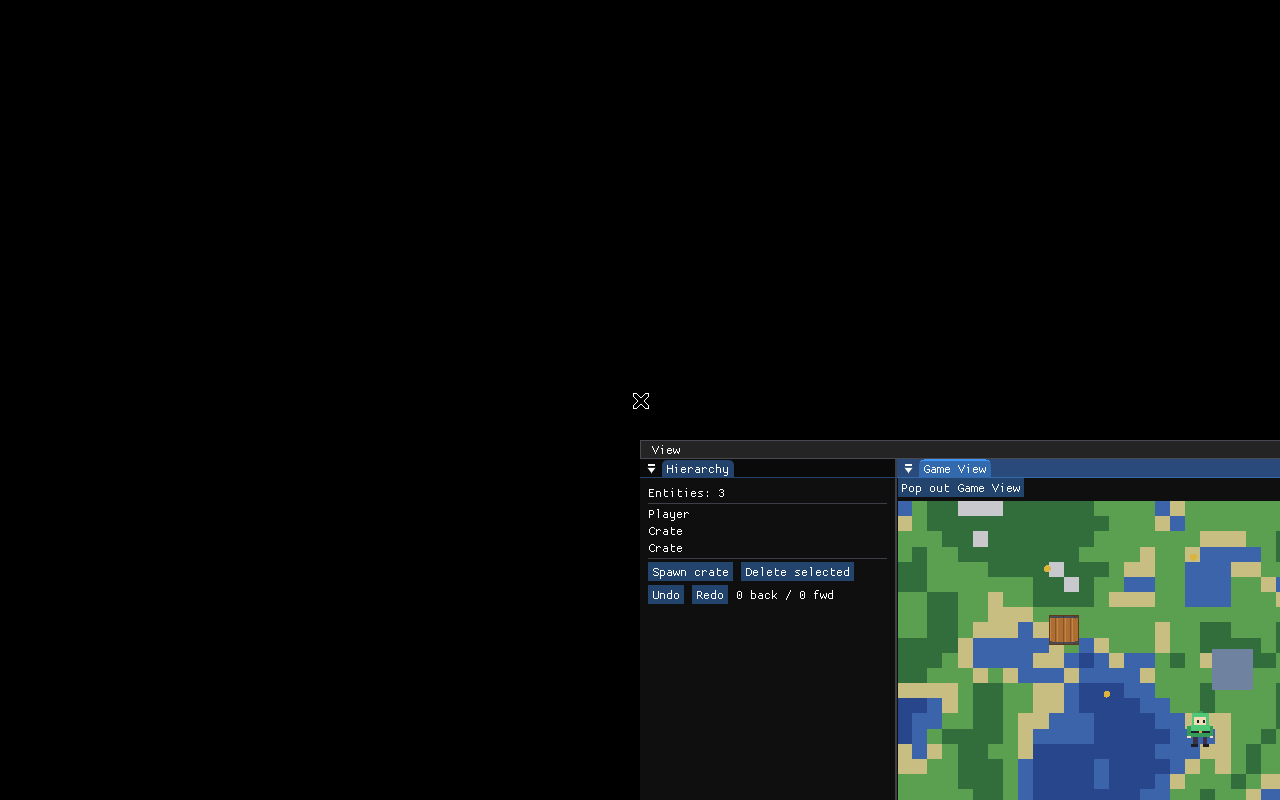 View
Hierarchy
Game View
Pop out Game View
Entities: 3
Player
Crate
Crate
Spawn crate Delete selected
Undo Redo 0 back / 0 fwd